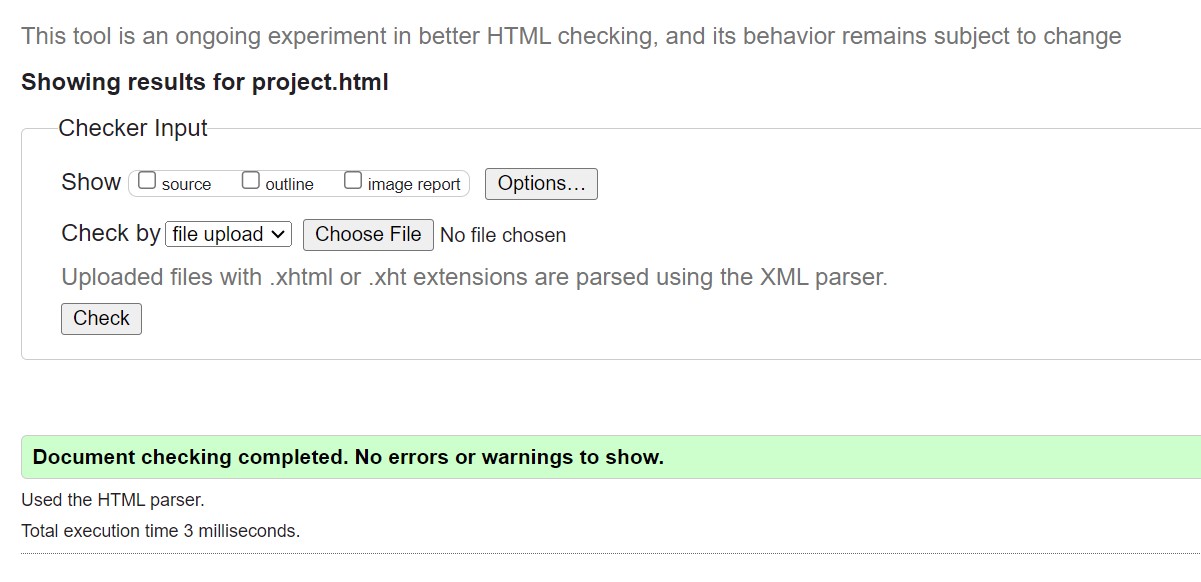 This tool is an ongoing experiment in better HTML checking, and its behavior remains subject to change
Showing results for project.html
Checker Input
Show source outline image report Options...
Check by file upload Choose File No file chosen
Uploaded files with .xhtml or .xht extensions are parsed using the XML parser.
Check
Document checking completed. No errors or warnings to show.
Used the HTML parser.
Total execution time 3 milliseconds.